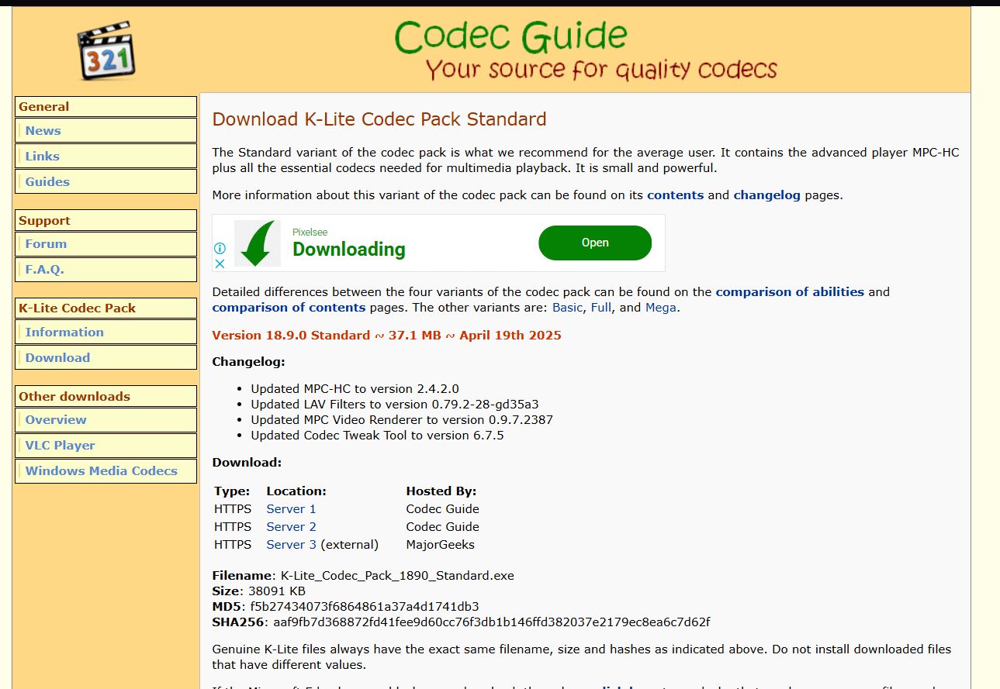 321
Codec Guide
Your source for quality codecs
General
News
Links
Guides
Support
Forum
F.A.Q.
K-Lite Codec Pack
Information
Download
Other downloads
Overview
VLC Player
Windows Media Codecs
Download K-Lite Codec Pack Standard
The Standard variant of the codec pack is what we recommend for the average user. It contains the advanced player MPC-HC
plus all the essential codecs needed for multimedia playback. It is small and powerful.
More information about this variant of the codec pack can be found on its contents and changelog pages.
Pixelsee
Downloading
Open
Detailed differences between the four variants of the codec pack can be found on the comparison of abilities and
comparison of contents pages. The other variants are: Basic, Full, and Mega.
Version 18.9.0 Standard ~ 37.1 MB ~ April 19th 2025
Changelog:
• Updated MPC-HC to version 2.4.2.0
• Updated LAV Filters to version 0.79.2-28-gd35a3
• Updated MPC Video Renderer to version 0.9.7.2387
• Updated Codec Tweak Tool to version 6.7.5
Download:
Type: Location: Hosted By:
HTTPS Server 1 Codec Guide
HTTPS Server 2 Codec Guide
HTTPS Server 3 (external) MajorGeeks
Filename: K-Lite_Codec_Pack_1890_Standard.exe
Size: 38091 KB
MD5: f5b27434073f6864861a37a4d1741db3
SHA256: aaf9fb7d368872fd41fee9d60cc76f3db1b146ffd382037e2179ec8ea6c7d62f
Genuine K-Lite files always have the exact same filename, size and hashes as indicated above. Do not install downloaded files
that have different values.